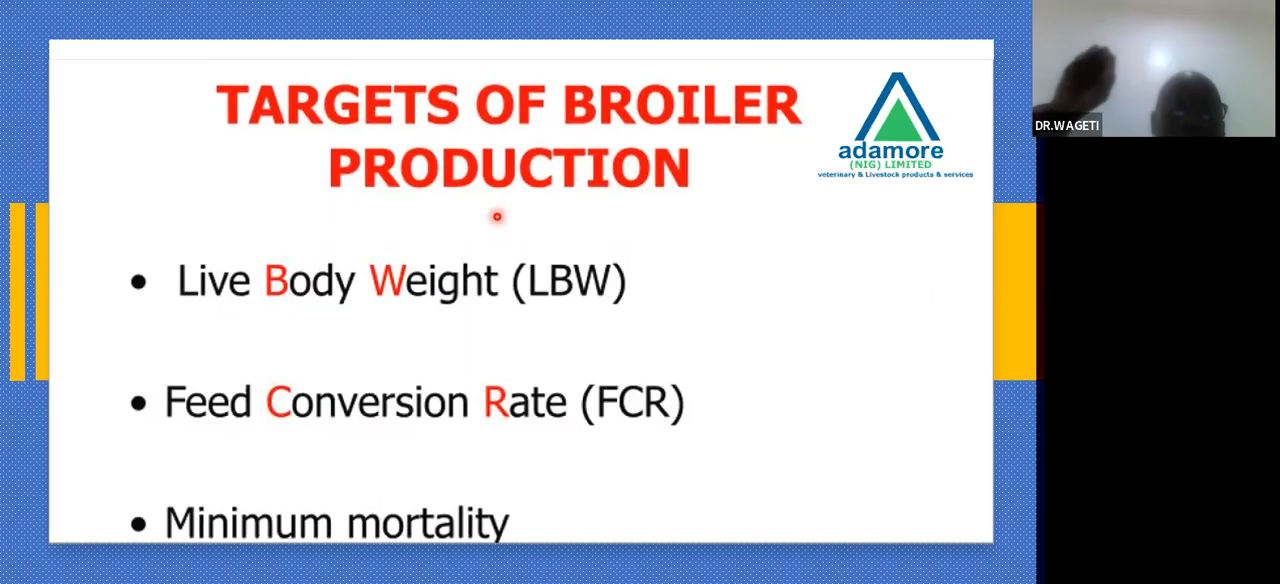 TARGETS OF BROILER
PRODUCTION
adamore
(NIG) LIMITED
veterinary & Livestock products & services
• Live Body Weight (LBW)
• Feed Conversion Rate (FCR)
• Minimum mortality
DR.WAGETI